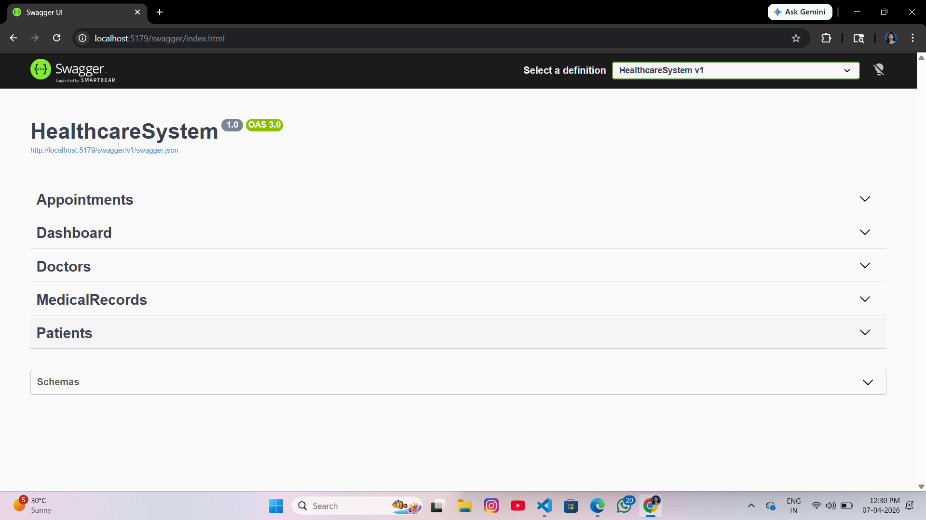 Swagger UI
Ask Gemini
localhost:5179/swagger/index.html
Swagger
Supported by SMARTBEAR
Select a definition
HealthcareSystem v1
HealthcareSystem 1.0 OAS 3.0
http://localhost:5179/swagger/v1/swagger.json
Appointments
Dashboard
Doctors
MedicalRecords
Patients
Schemas
5
30°C
Sunny
Search
20
ENG
IN
12:30 PM
07-04-2026